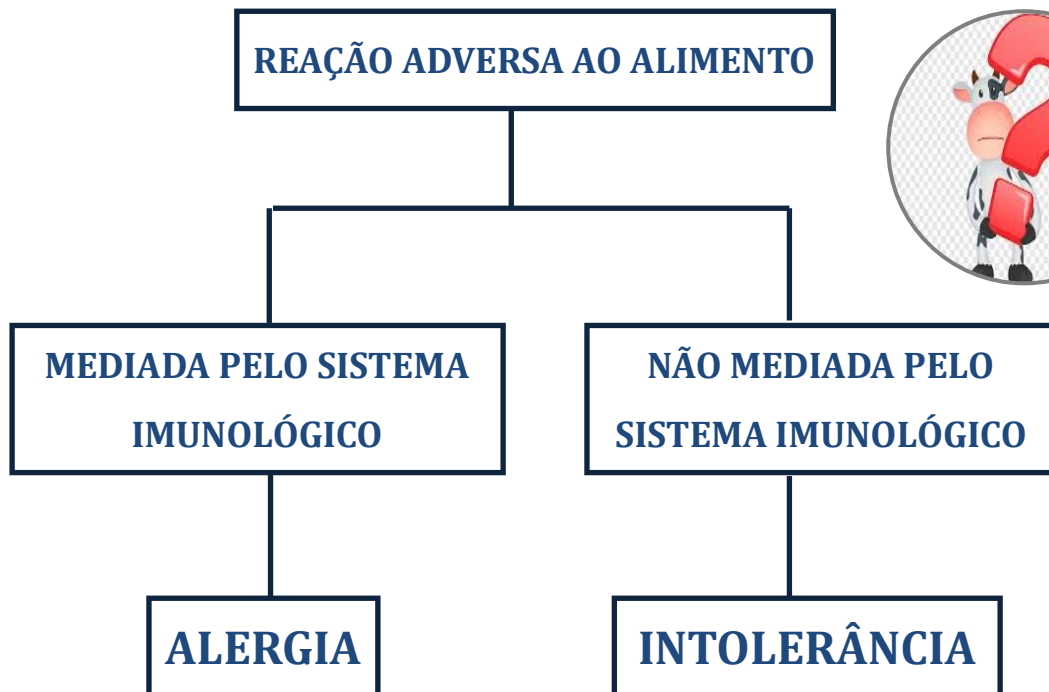 REAÇÃO ADVERSA AO ALIMENTO
MEDIADA PELO SISTEMA
IMUNOLÓGICO
NÃO MEDIADA PELO
SISTEMA IMUNOLÓGICO
ALERGIA
INTOLERÂNCIA